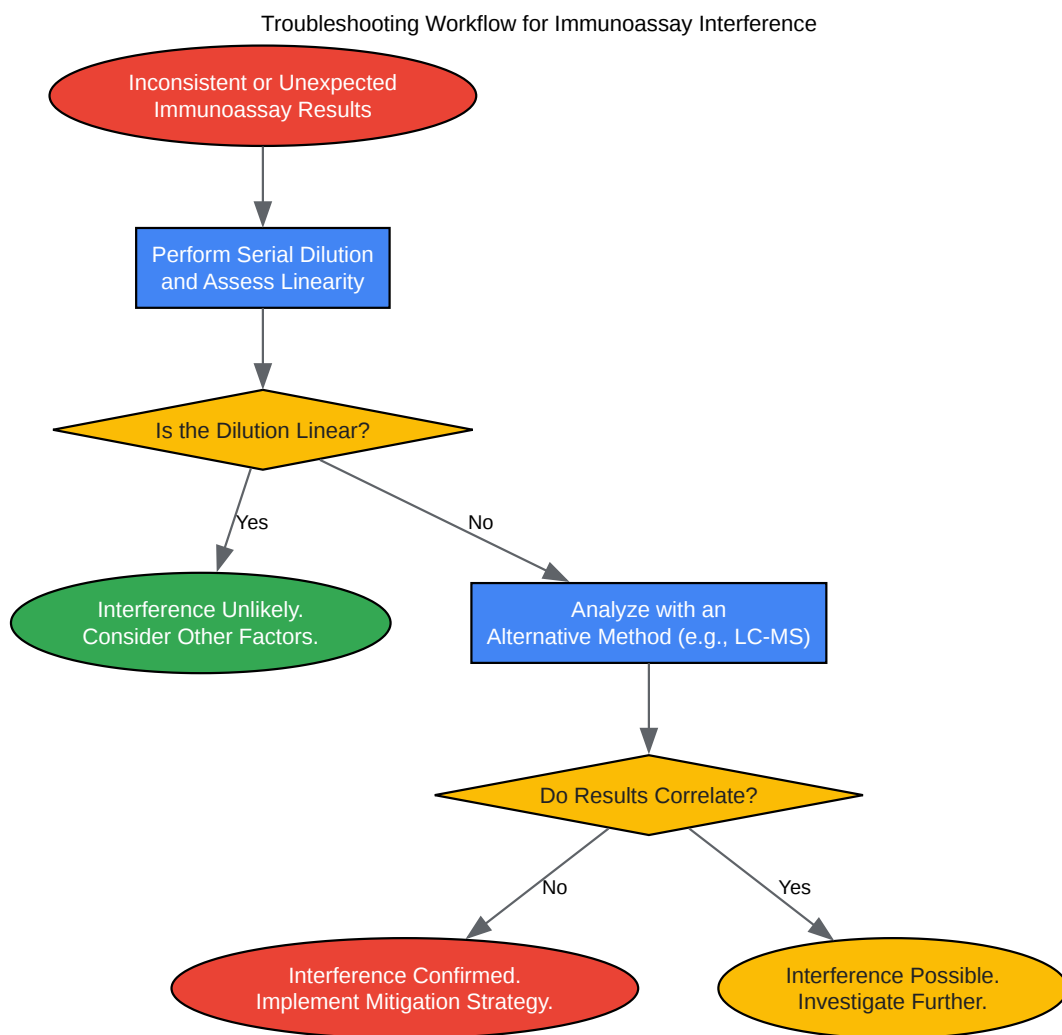 Troubleshooting Workflow for Immunoassay Interference
Inconsistent or Unexpected
Immunoassay Results
Perform Serial Dilution
and Assess Linearity
Is the Dilution Linear?
Yes
No
Interference Unlikely.
Consider Other Factors.
Analyze with an
Alternative Method (e.g., LC-MS)
Do Results Correlate?
No
Yes
Interference Confirmed.
Implement Mitigation Strategy.
Interference Possible.
Investigate Further.